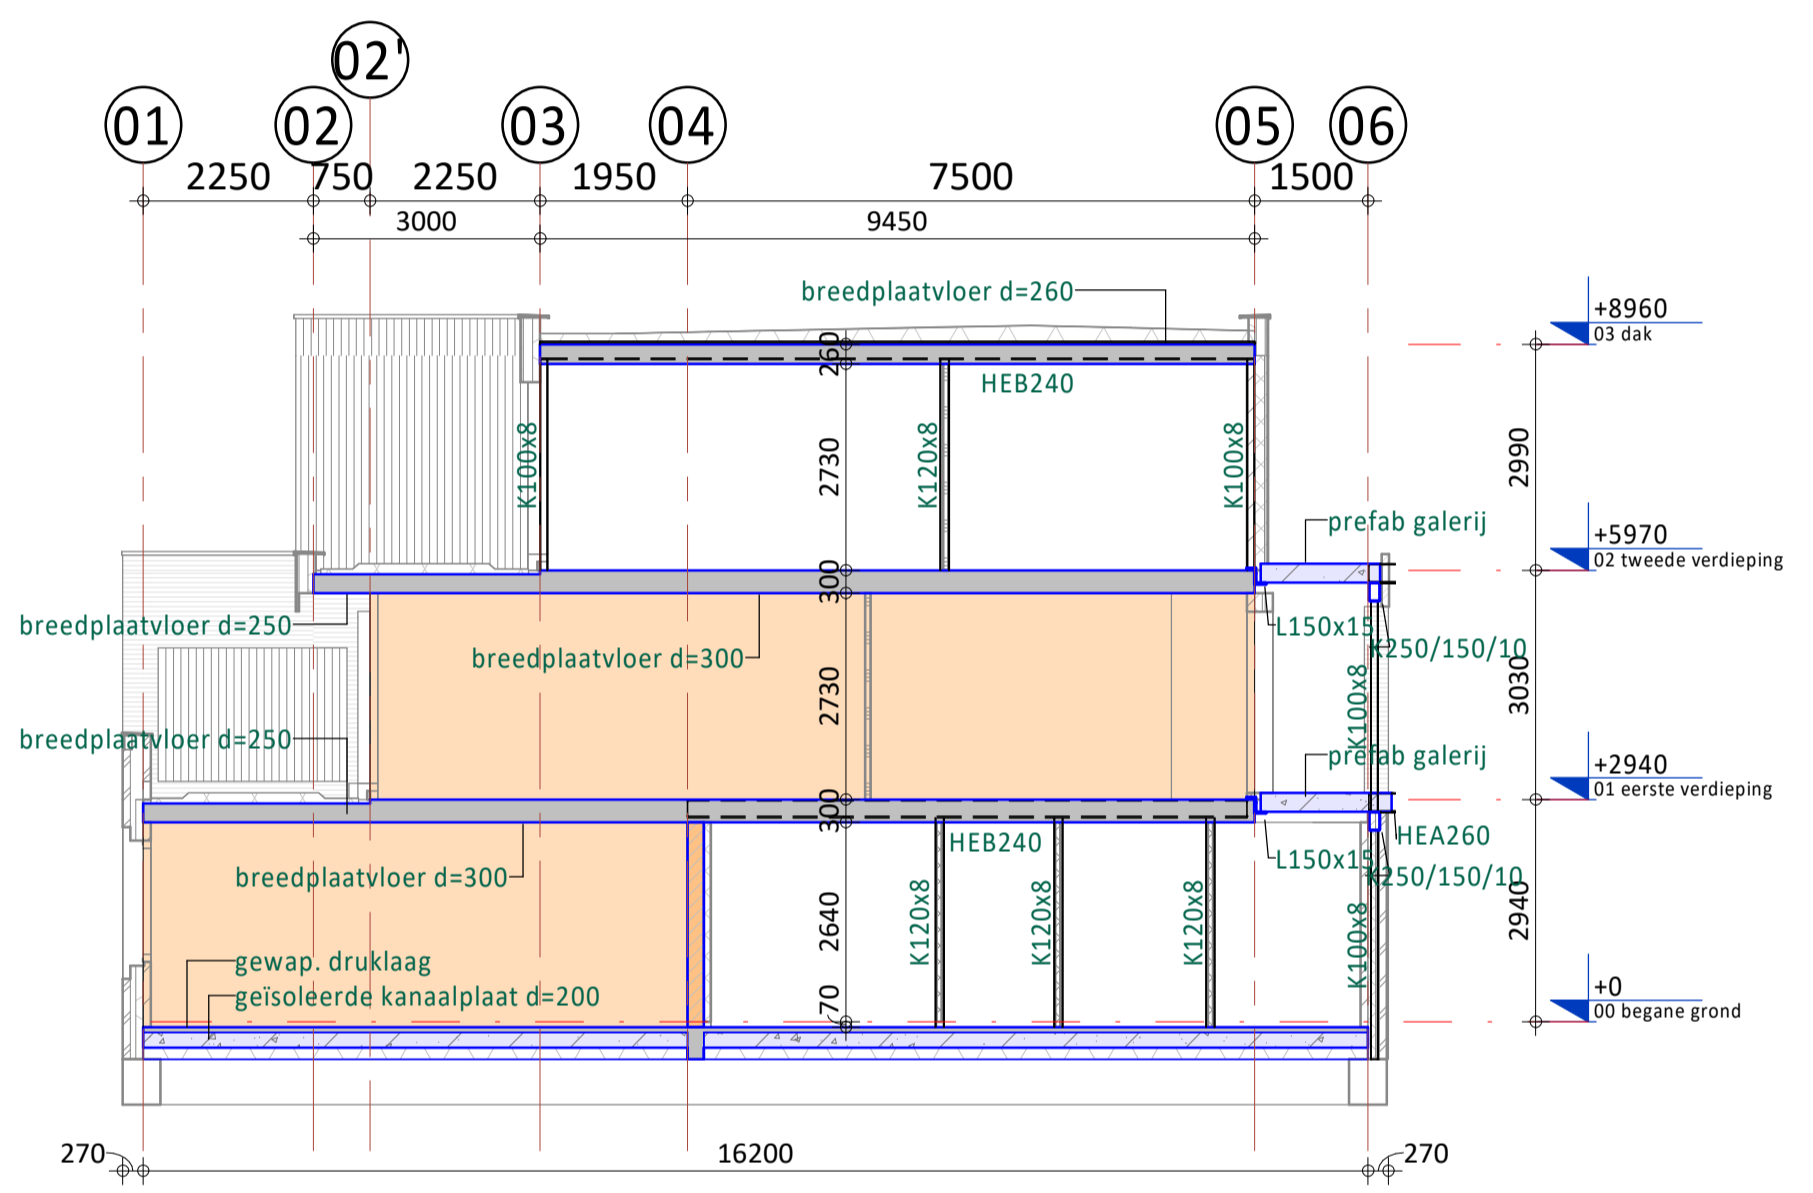 02'
01
02
03
04
05
06
2250
750
2250
1950
7500
1500
3000
9450
breedplaatvloer d=260
+8960
03 dak
260
HEB240
K100x8
2730
K120x8
K100x8
2990
prefab galerij
+5970
02 tweede verdieping
300
breedplaatvloer d=250
L150x15
K250/150/10
breedplaatvloer d=300
2730
K100x8
3030
breedplaatvloer d=250
prefab galerij
+2940
01 eerste verdieping
300
HEB240
HEA260
L150x15
K250/150/10
breedplaatvloer d=300
2640
K120x8
K120x8
K120x8
K100x8
2940
gewap. druklaag
geïsoleerde kanaalplaat d=200
70
+0
00 begane grond
270
16200
270